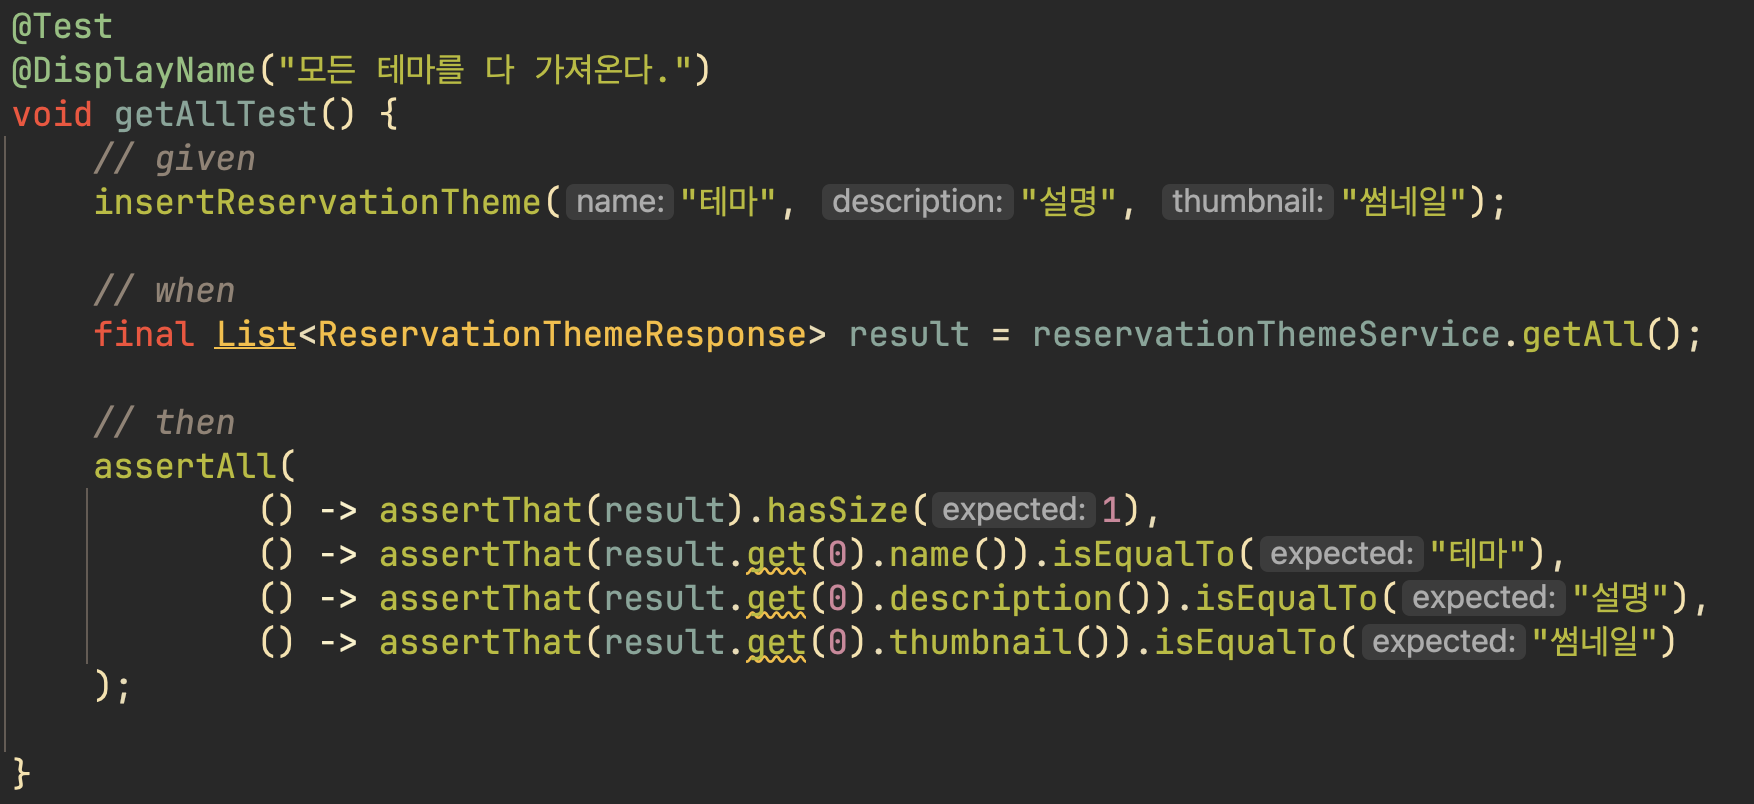 @Test
@DisplayName("모든 테마를 다 가져온다.")
void getAllTest() {
// given
insertReservationTheme( name: "테마", description: "설명", thumbnail: "썸네일");
// when
final List<ReservationThemeResponse> result = reservationThemeService.getAll();
// then
assertAll(
() -> assertThat(result).hasSize( expected: 1),
() -> assertThat(result.get(0).name()).isEqualTo( expected: "테마"),
() -> assertThat(result.get(0).description()).isEqualTo( expected: "설명"),
() -> assertThat(result.get(0).thumbnail()).isEqualTo( expected: "썸네일")
);
}